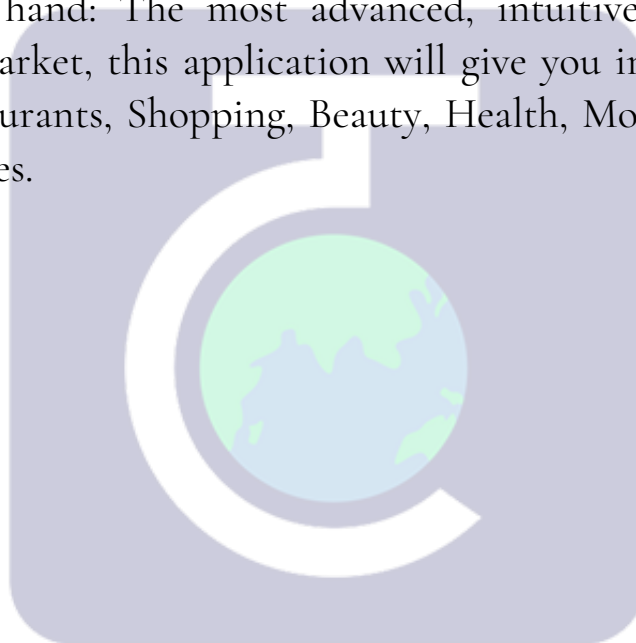 hand: The most advanced, intuitive
arket, this application will give you in
urants, Shopping, Beauty, Health, Mo
es.